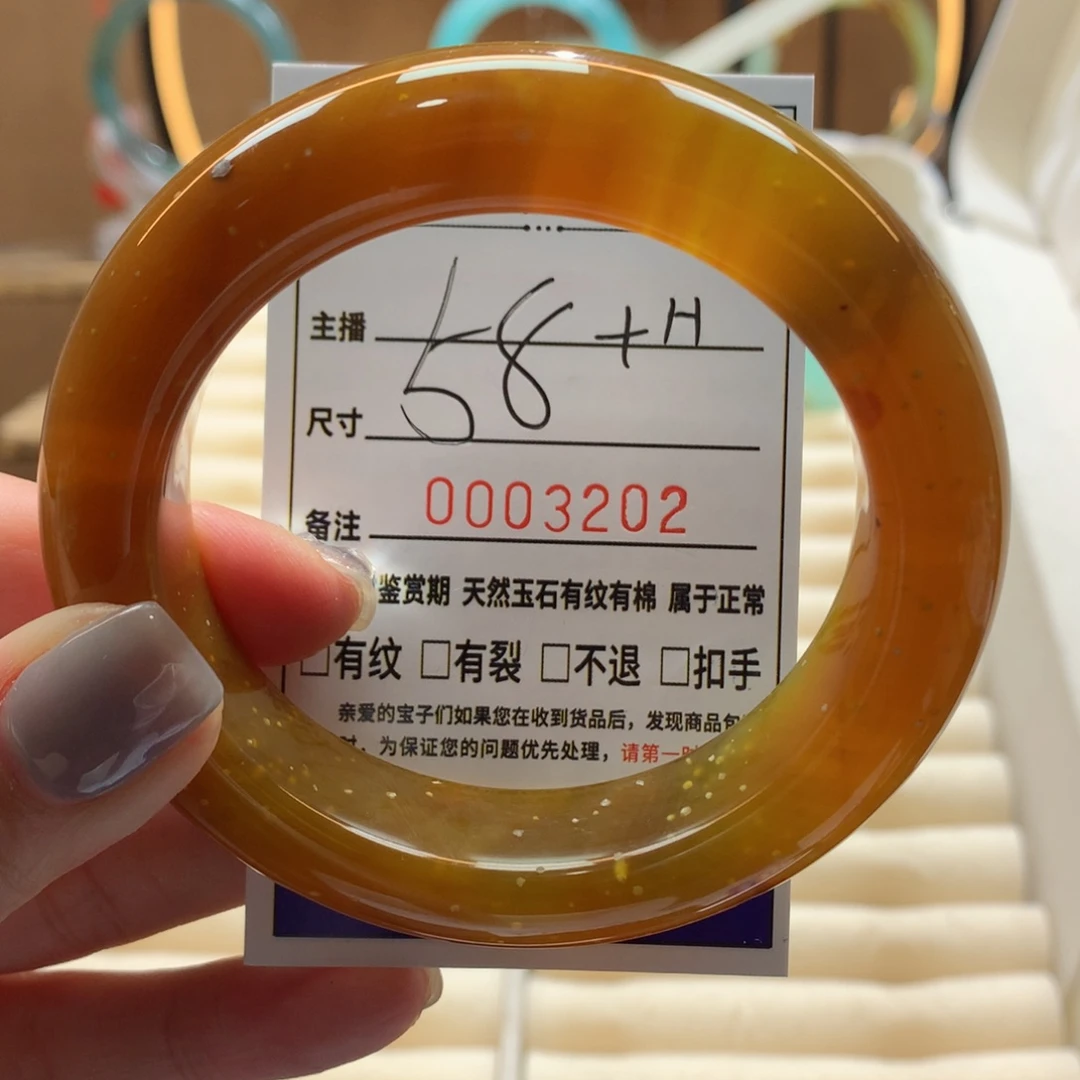 主播
58+H
尺寸
备注 0003202
鉴赏期 天然玉石有纹有棉 属于正常
□有纹 □有裂 □不退 □扣手
亲爱的宝子们如果您在收到货品后，发现商品包
时，为保证您的问题优先处理，请第一时